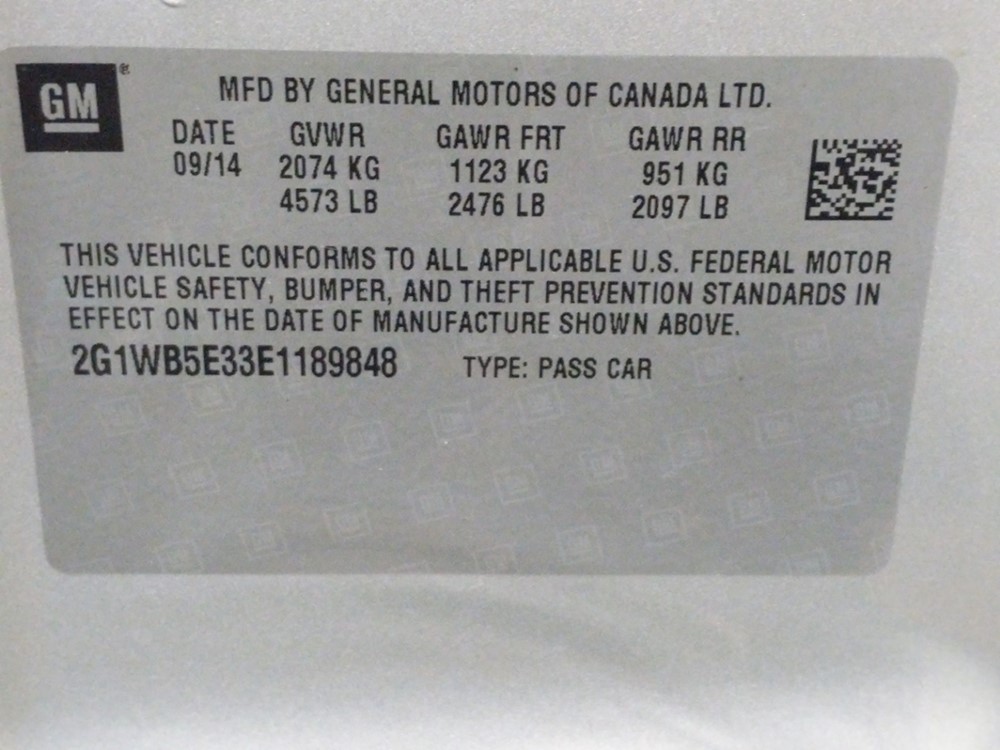 GM®
MFD BY GENERAL MOTORS OF CANADA LTD.
DATE GVWR GAWR FRT GAWR RR
09/14 2074 KG 1123 KG 951 KG
4573 LB 2476 LB 2097 LB
THIS VEHICLE CONFORMS TO ALL APPLICABLE U.S. FEDERAL MOTOR
VEHICLE SAFETY, BUMPER, AND THEFT PREVENTION STANDARDS IN
EFFECT ON THE DATE OF MANUFACTURE SHOWN ABOVE.
2G1WB5E33E1189848 TYPE: PASS CAR